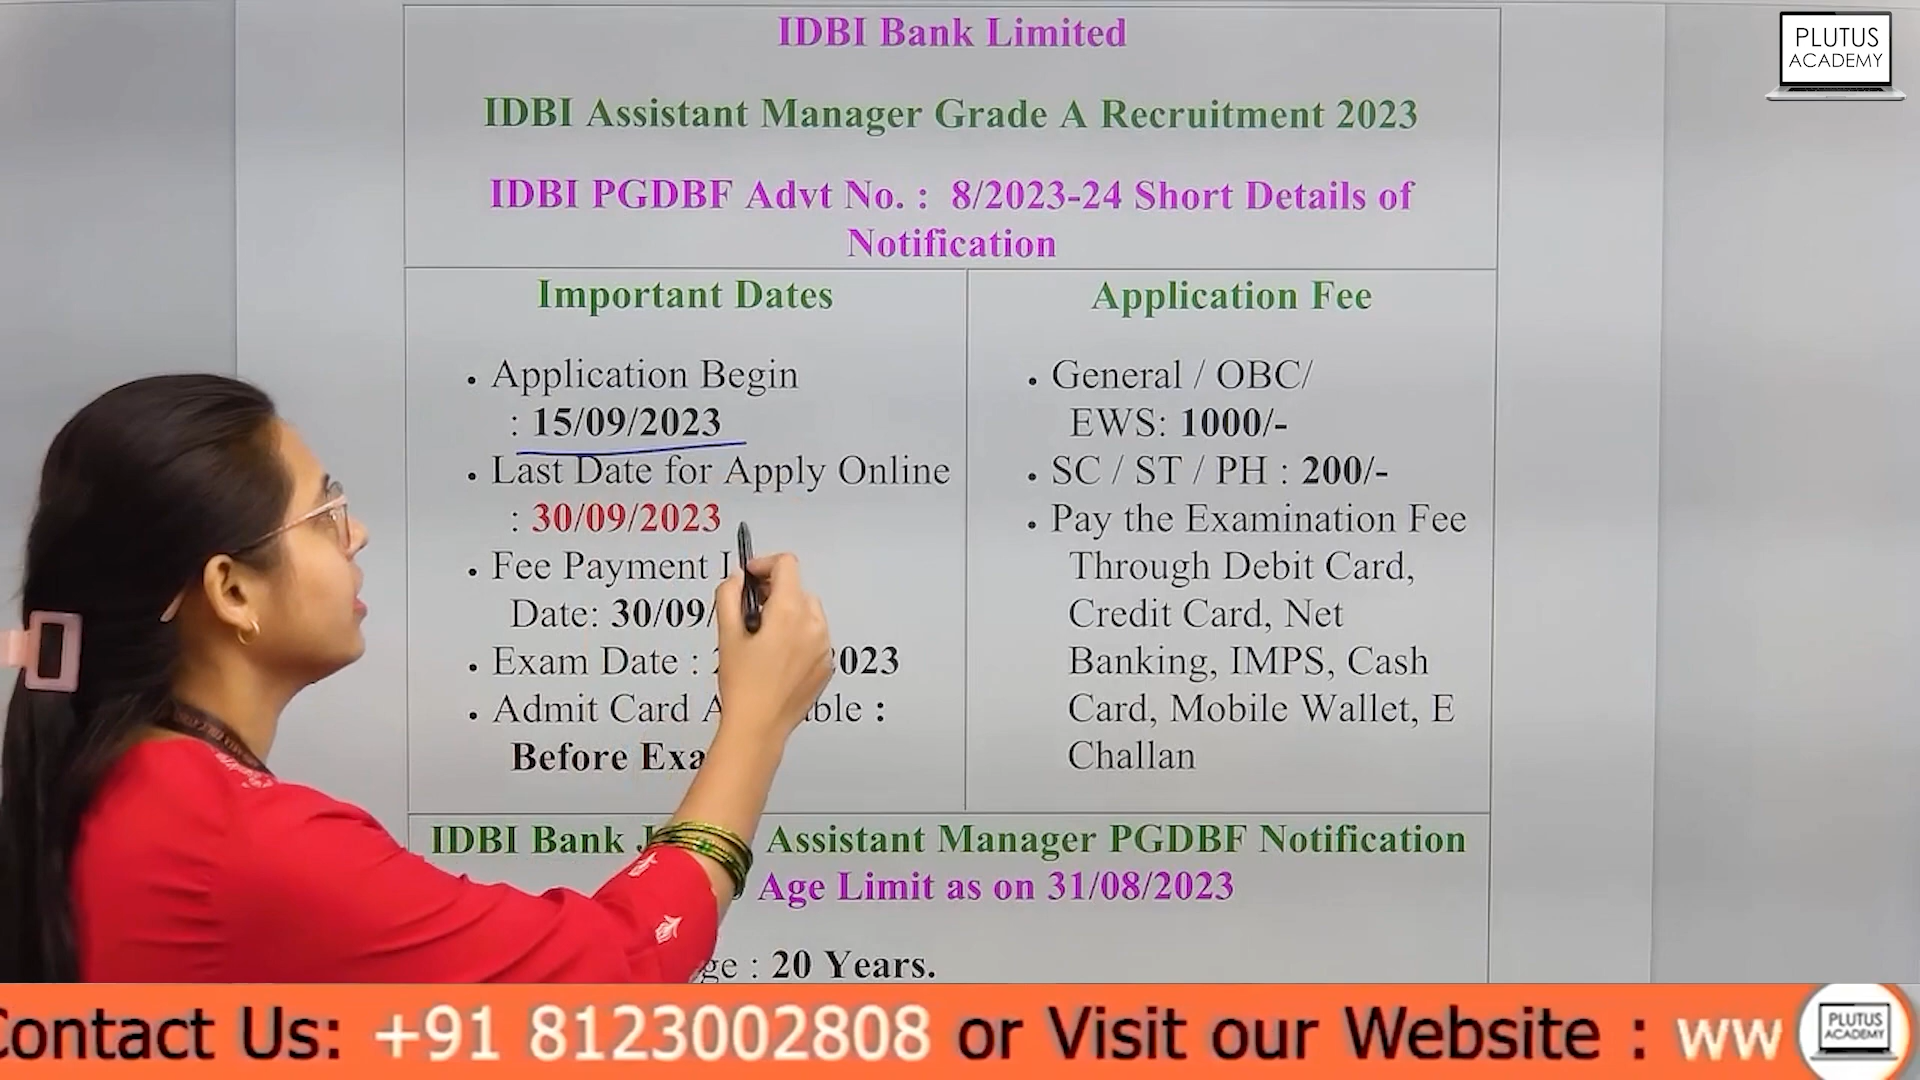 IDBI Bank Limited
PLUTUS
ACADEMY
IDBI Assistant Manager Grade A Recruitment 2023
IDBI PGDBF Advt No. : 8/2023-24 Short Details of
Notification
Important Dates
• Application Begin
: 15/09/2023
• Last Date for Apply Online
: 30/09/2023
• Fee Payment
Date: 30/09/
• Exam Date : 2023
• Admit Card :
Before
Application Fee
• General / OBC/
EWS: 1000/-
• SC / ST / PH : 200/-
• Pay the Examination Fee
Through Debit Card,
Credit Card, Net
Banking, IMPS, Cash
Card, Mobile Wallet, E
Challan
IDBI Bank Assistant Manager PGDBF Notification
Age Limit as on 31/08/2023
: 20 Years.
Contact Us: +91 8123002808 or Visit our Website : ww
PLUTUS
ACADEMY